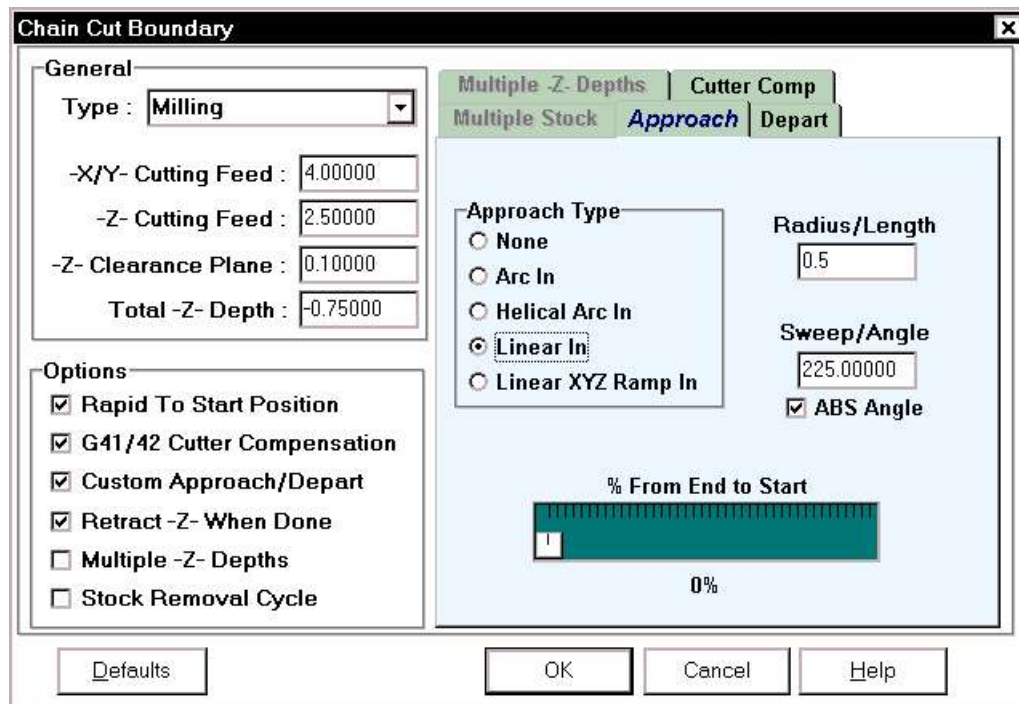 Chain Cut Boundary
General
Type : Milling
-X/Y- Cutting Feed : 4.00000
-Z- Cutting Feed : 2.50000
-Z- Clearance Plane : 0.10000
Total -Z- Depth : -0.75000
Options
Rapid To Start Position
G41/42 Cutter Compensation
Custom Approach/Depart
Retract -Z- When Done
Multiple -Z- Depths
Stock Removal Cycle
Multiple -Z- Depths Cutter Comp
Multiple Stock Approach Depart
Approach Type
None
Arc In
Helical Arc In
Linear In
Linear XYZ Ramp In
Radius/Length
0.5
Sweep/Angle
225.00000
ABS Angle
% From End to Start
0%
Defaults OK Cancel Help